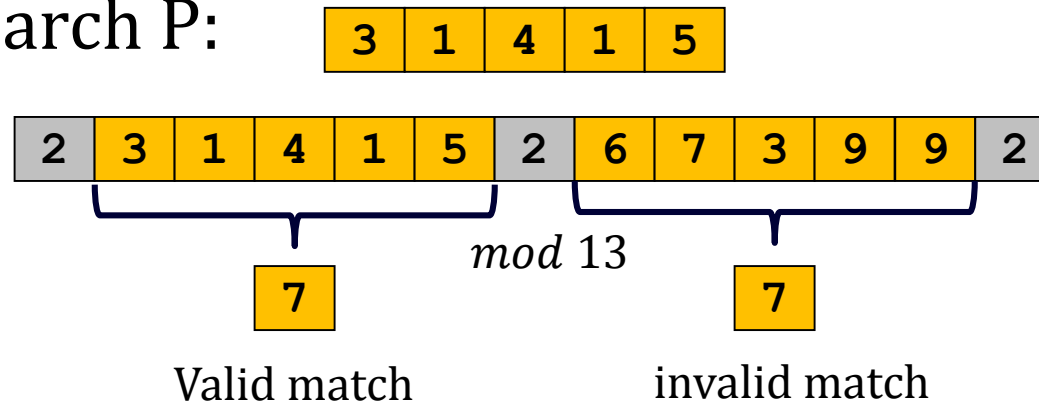 arch P: 3 1 4 1 5
2 3 1 4 1 5 2 6 7 3 9 9 2
mod 13
7 7
Valid match invalid match